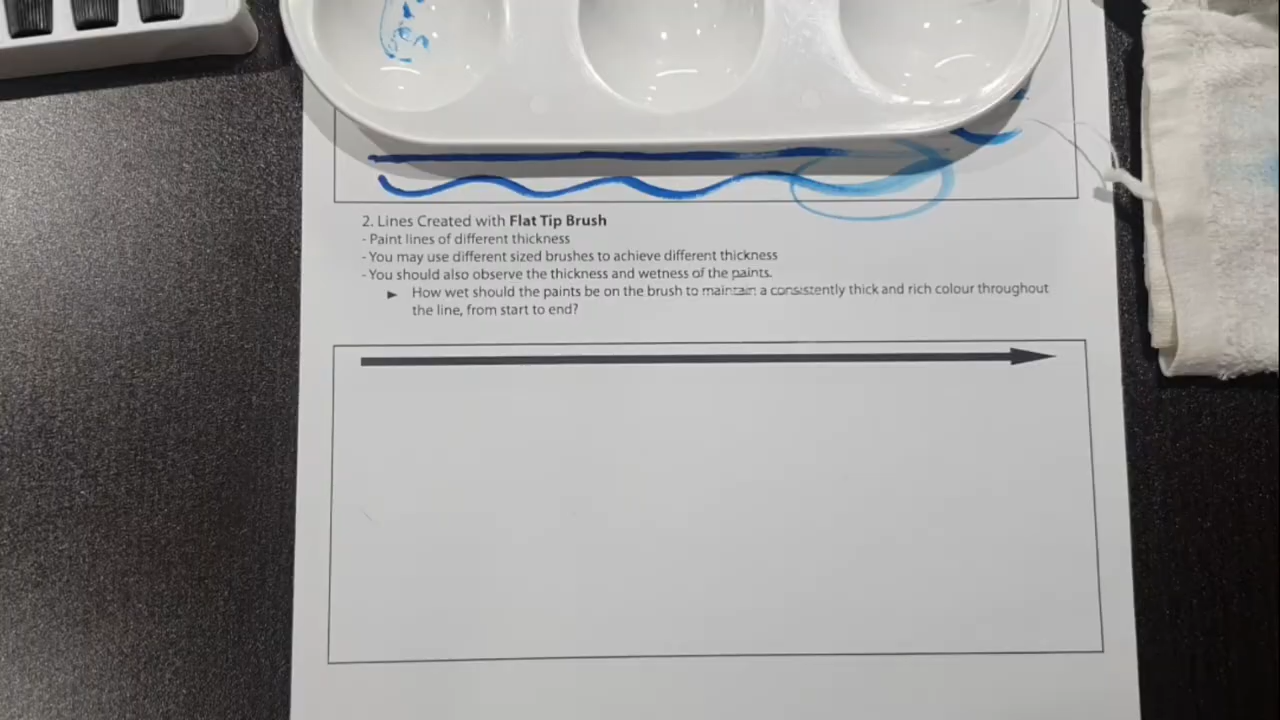 2. Lines Created with Flat Tip Brush
- Paint lines of different thickness
- You may use different sized brushes to achieve different thickness
- You should also observe the thickness and wetness of the paints.
► How wet should the paints be on the brush to maintain a consistently thick and rich colour throughout
the line, from start to end?